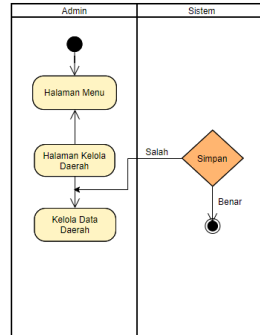 Admin
Sistem
Halaman Menu
Halaman Kelola
Daerah
Salah
Simpan
Benar
Kelola Data
Daerah